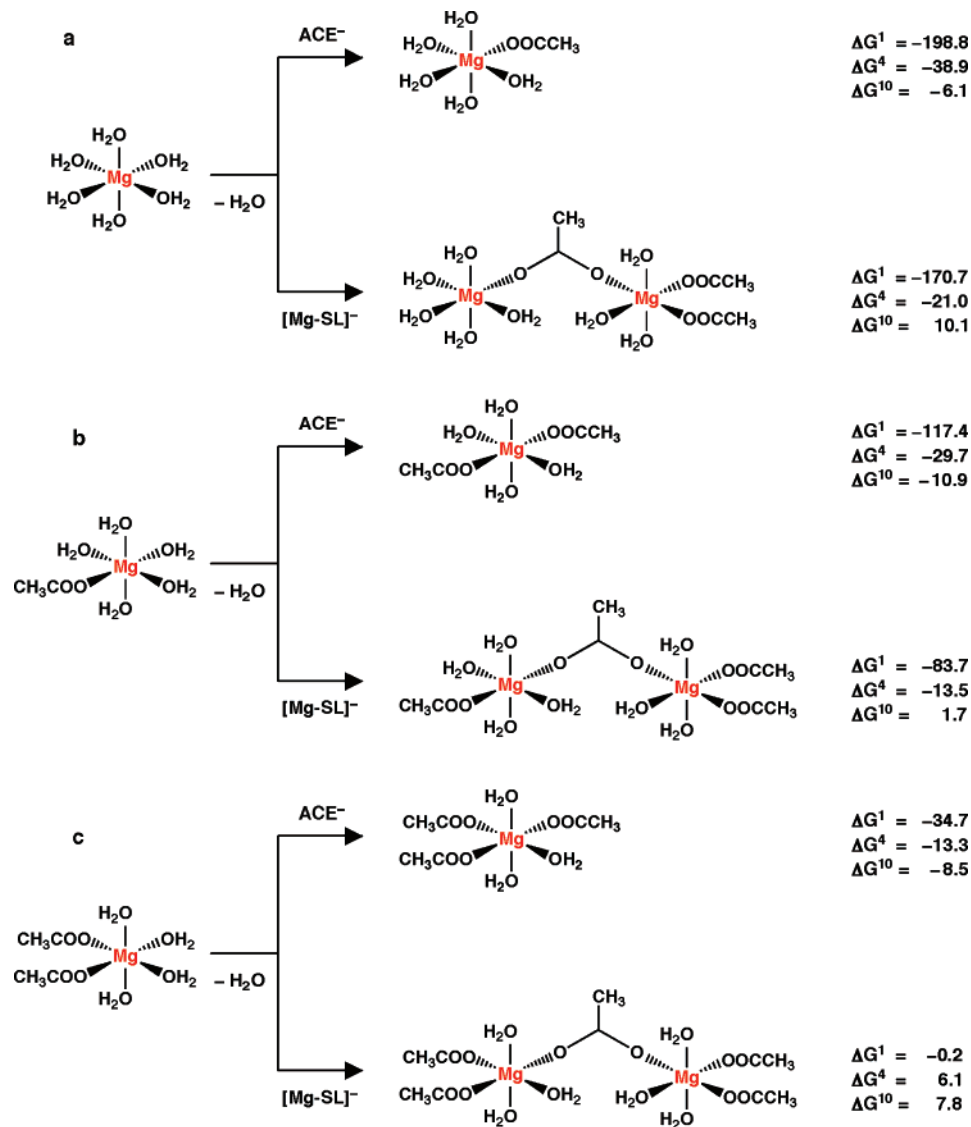 a
ACE⁻
H₂O
H₂O OOCCH₃
Mg
H₂O OH₂
H₂O
ΔG¹ = −198.8
ΔG⁴ = −38.9
ΔG¹⁰ = −6.1
H₂O
H₂O OH₂
Mg
H₂O OH₂
H₂O
− H₂O
[Mg-SL]⁻
CH₃
H₂O O O H₂O
H₂O OOCCH₃
Mg Mg
H₂O OH₂ H₂O OOCCH₃
H₂O H₂O
ΔG¹ = −170.7
ΔG⁴ = −21.0
ΔG¹⁰ = 10.1
b
ACE⁻
H₂O
H₂O OOCCH₃
Mg
CH₃COO OH₂
H₂O
ΔG¹ = −117.4
ΔG⁴ = −29.7
ΔG¹⁰ = −10.9
H₂O
H₂O OH₂
Mg
CH₃COO OH₂
H₂O
− H₂O
[Mg-SL]⁻
CH₃
H₂O O O H₂O
H₂O OOCCH₃
Mg Mg
CH₃COO OH₂ H₂O OOCCH₃
H₂O H₂O
ΔG¹ = −83.7
ΔG⁴ = −13.5
ΔG¹⁰ = 1.7
c
ACE⁻
H₂O
CH₃COO OOCCH₃
Mg
CH₃COO OH₂
H₂O
ΔG¹ = −34.7
ΔG⁴ = −13.3
ΔG¹⁰ = −8.5
H₂O
CH₃COO OH₂
Mg
CH₃COO OH₂
H₂O
− H₂O
[Mg-SL]⁻
CH₃
H₂O O O H₂O
CH₃COO OOCCH₃
Mg Mg
CH₃COO OH₂ H₂O OOCCH₃
H₂O H₂O
ΔG¹ = −0.2
ΔG⁴ = 6.1
ΔG¹⁰ = 7.8